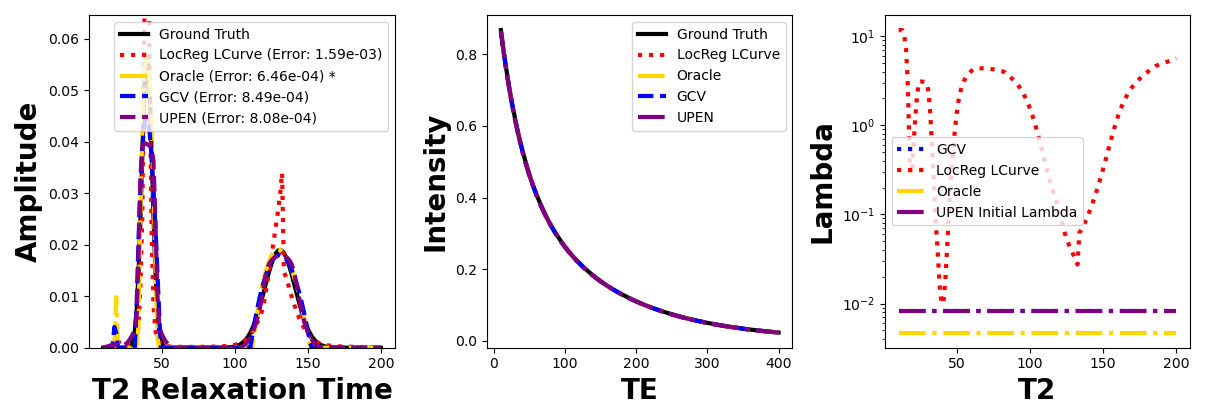 Ground Truth
LocReg LCurve (Error: 1.59e-03)
Oracle (Error: 6.46e-04) *
GCV (Error: 8.49e-04)
UPEN (Error: 8.08e-04)
0.06
0.05
0.04
0.03
0.02
0.01
0.00
50
100
150
200
Amplitude
T2 Relaxation Time
Ground Truth
LocReg LCurve
Oracle
GCV
UPEN
0.8
0.6
0.4
0.2
0.0
0
100
200
300
400
Intensity
TE
10¹
10⁰
10⁻¹
10⁻²
GCV
LocReg LCurve
Oracle
UPEN Initial Lambda
50
100
150
200
Lambda
T2